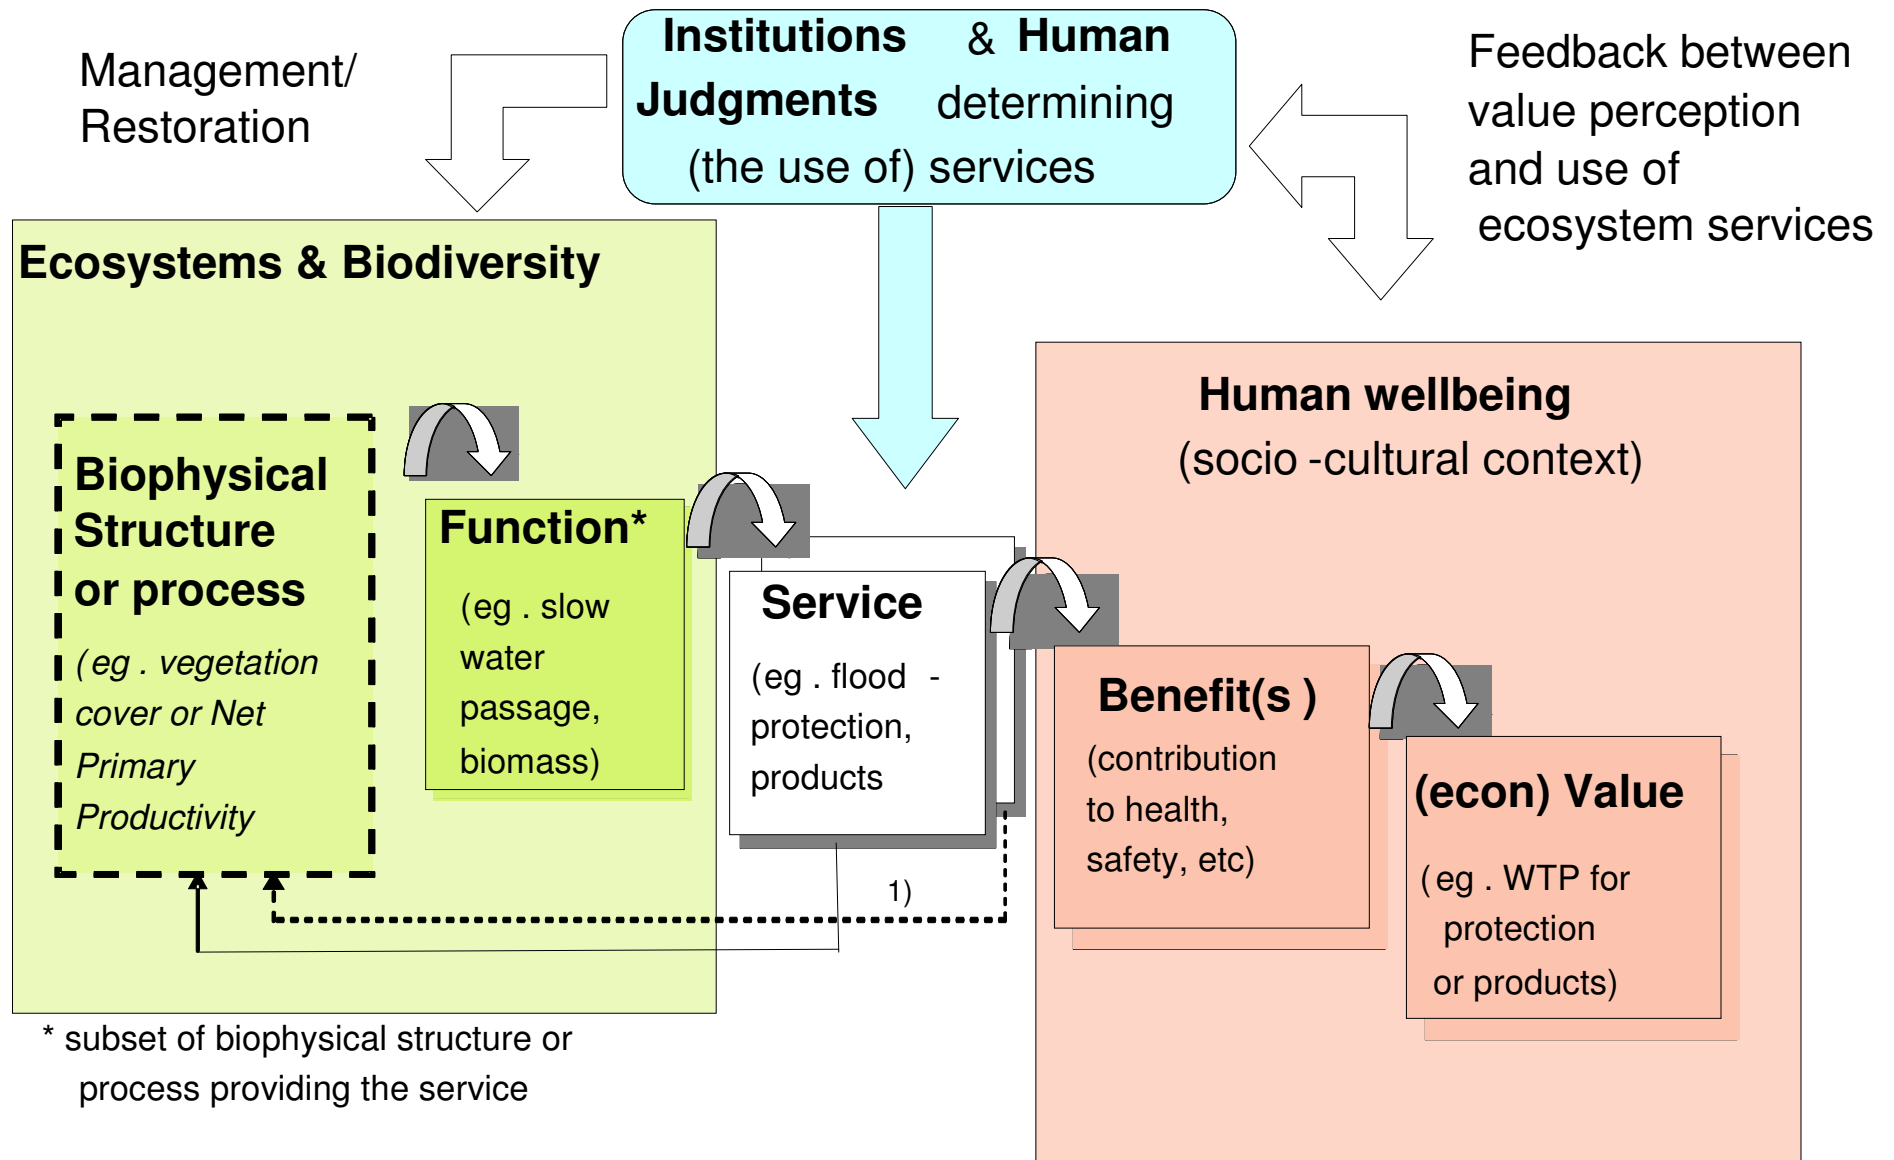 Management/
Restoration
Institutions & Human
Judgments determining
(the use of) services
Feedback between
value perception
and use of
ecosystem services
Ecosystems & Biodiversity
Biophysical
Structure
or process
(eg . vegetation
cover or Net
Primary
Productivity
Function*
(eg . slow
water
passage,
biomass)
Service
(eg . flood -
protection,
products
1)
Human wellbeing
(socio -cultural context)
Benefit(s )
(contribution
to health,
safety, etc)
(econ) Value
(eg . WTP for
protection
or products)
* subset of biophysical structure or
process providing the service